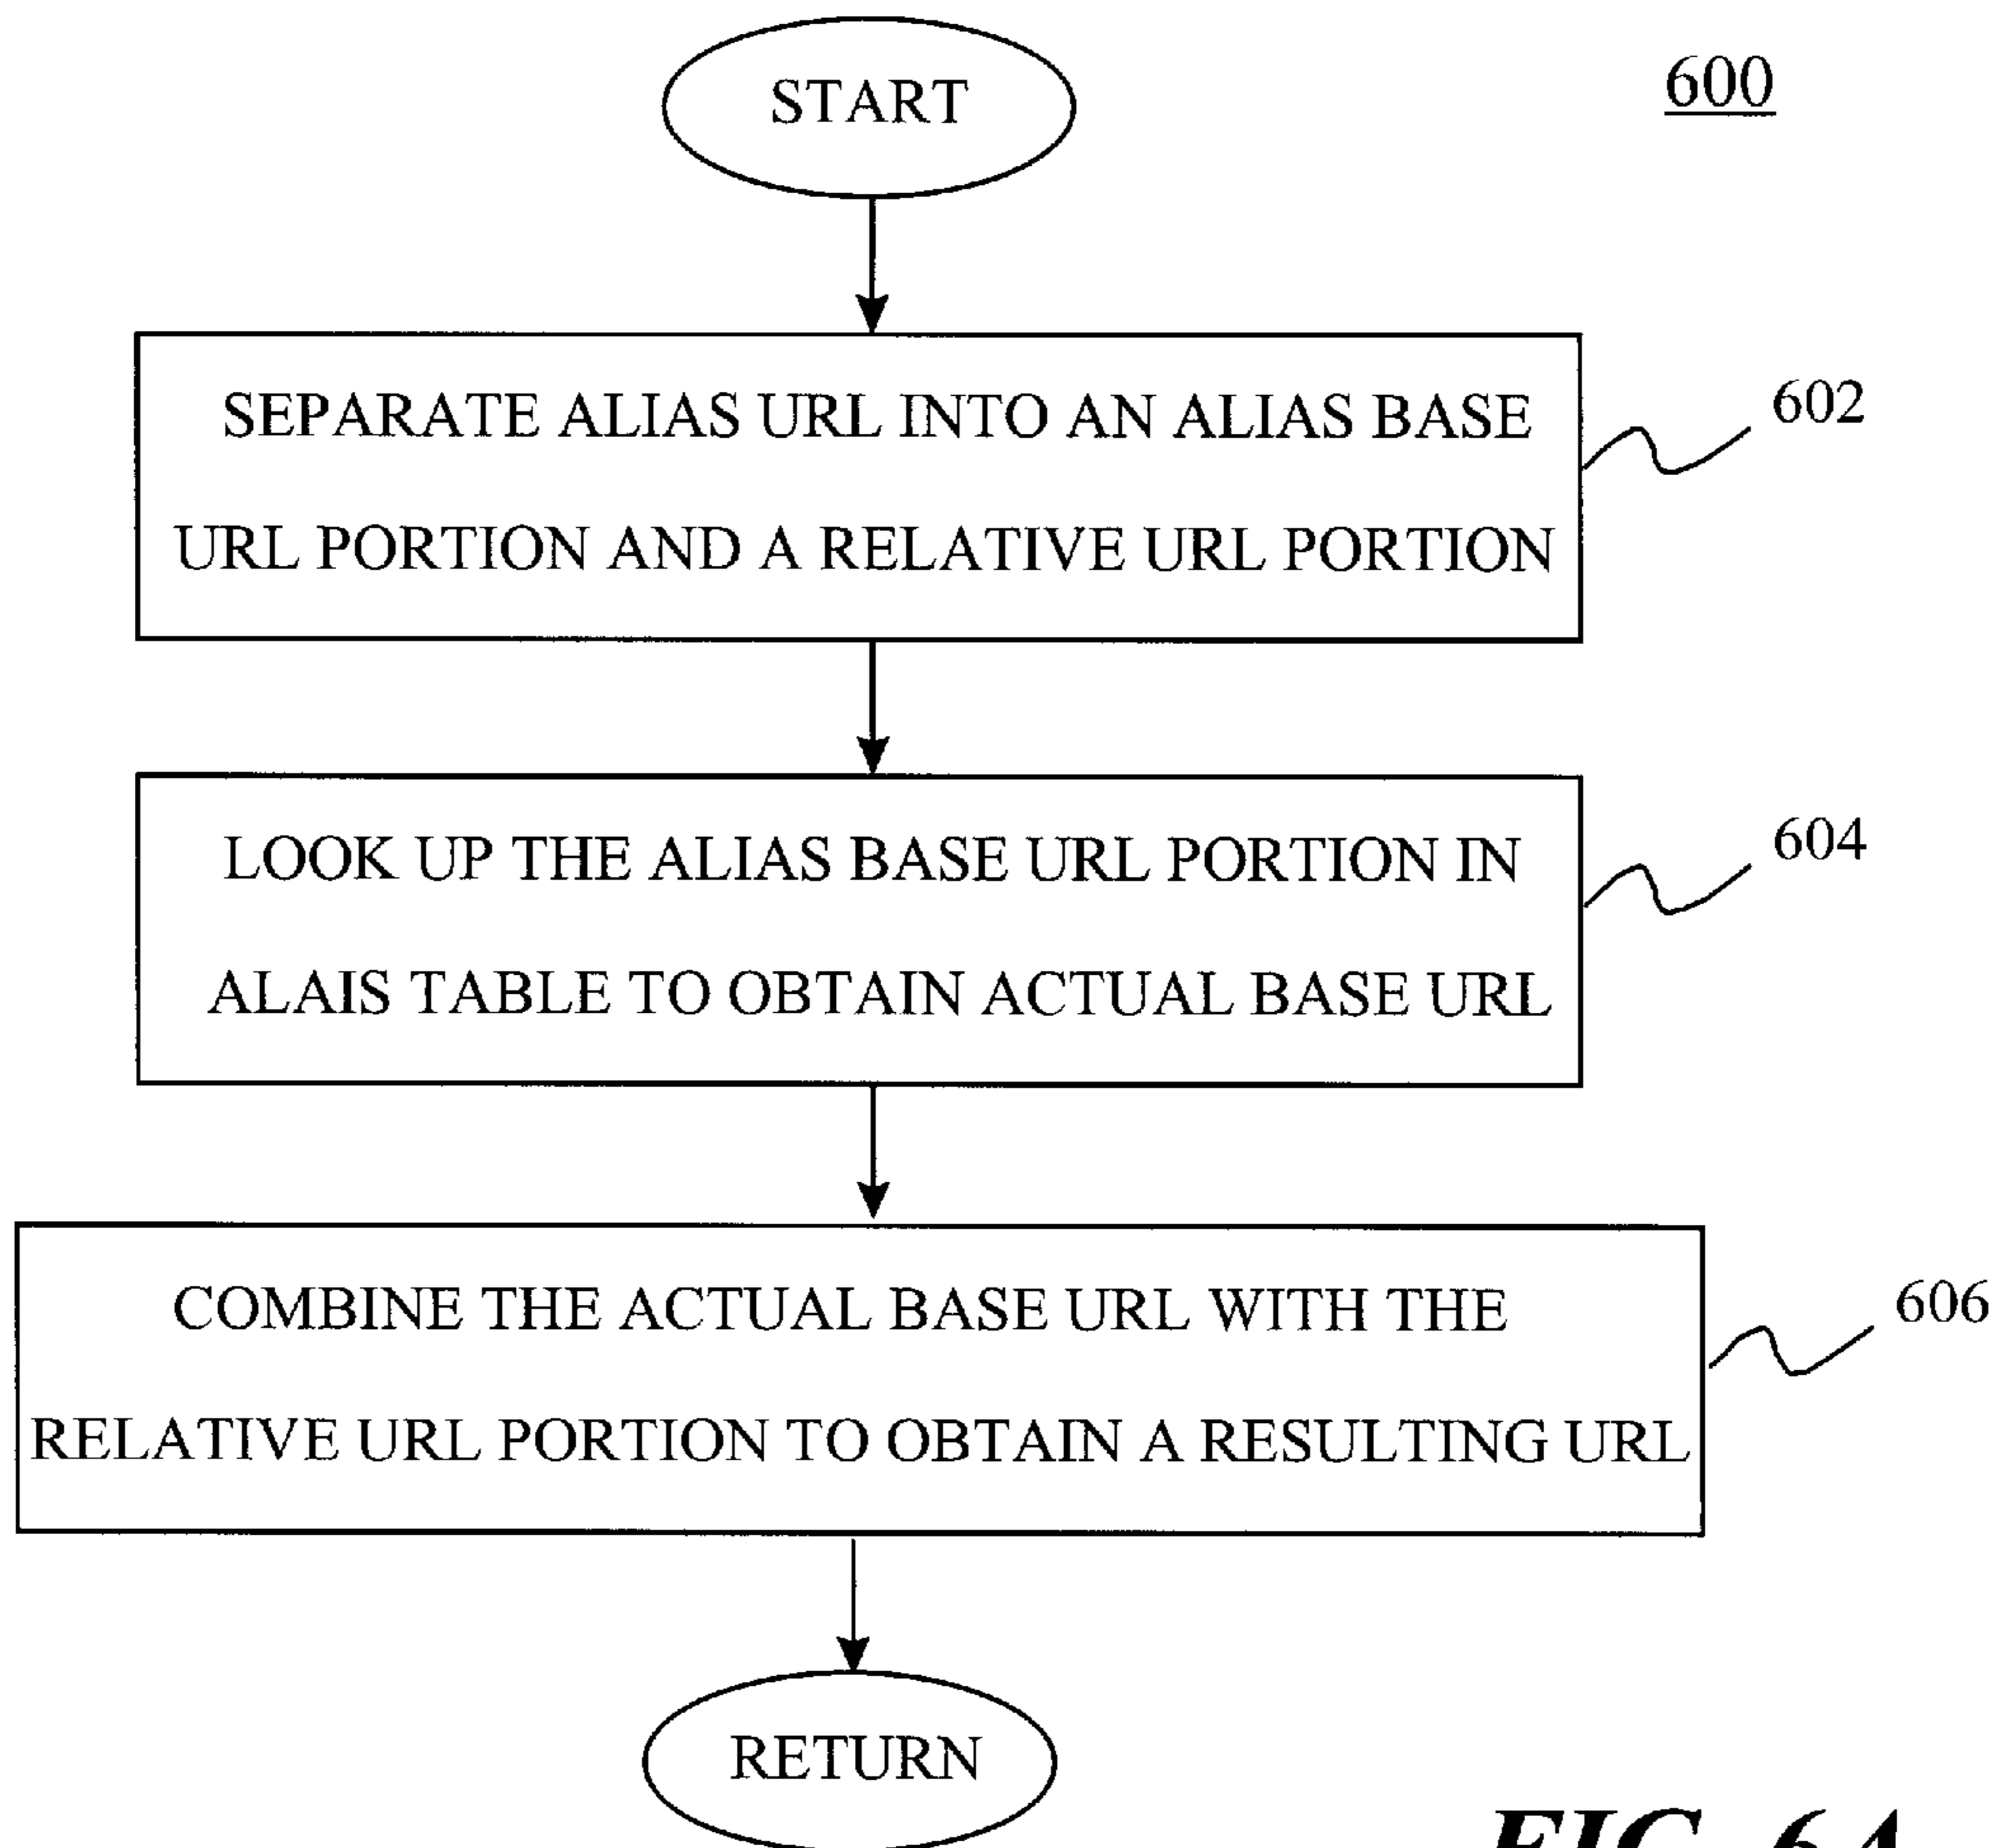 START
600
SEPARATE ALIAS URL INTO AN ALIAS BASE
URL PORTION AND A RELATIVE URL PORTION
602
LOOK UP THE ALIAS BASE URL PORTION IN
ALAIS TABLE TO OBTAIN ACTUAL BASE URL
604
COMBINE THE ACTUAL BASE URL WITH THE
RELATIVE URL PORTION TO OBTAIN A RESULTING URL
606
RETURN
FIG. 6A